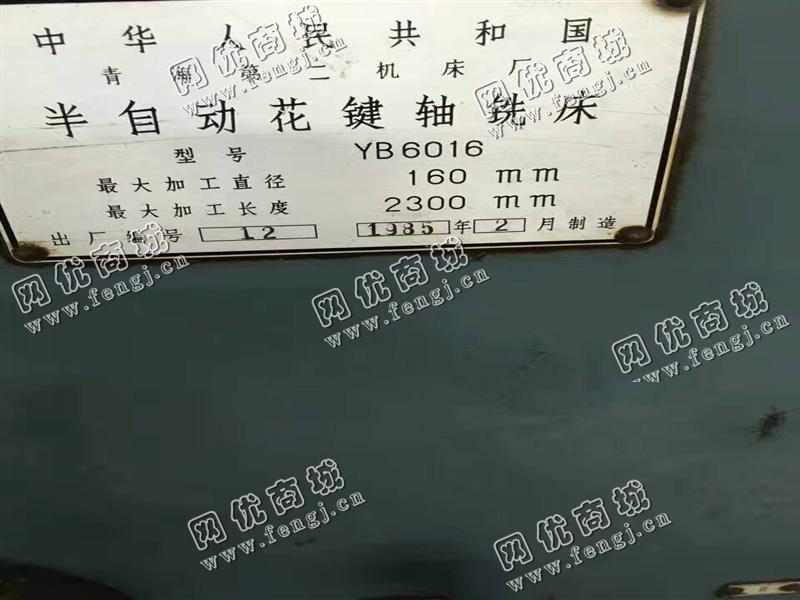 中华人民共和国
青海第二机床厂
半自动花键轴铣床
型号 YB6016
最大加工直径 160 mm
最大加工长度 2300 mm
出厂编号 12 1985年2月制造
网优商城
www.fengj.cn
网优商城
www.fengj.cn
网优商城
www.fengj.cn
网优商城
www.fengj.cn
网优商城
www.fengj.cn
网优商城
www.fengj.cn
网优商城
www.fengj.cn
网优商城
www.fengj.cn